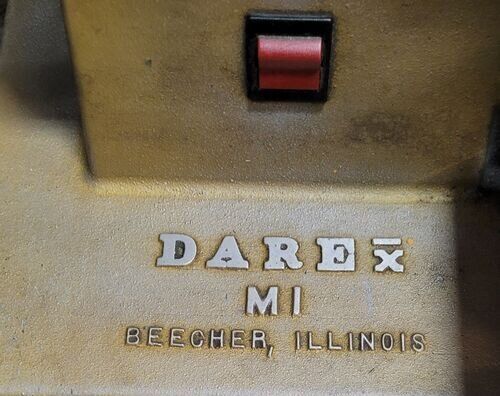 DAREX
MI
BEECHER, ILLINOIS